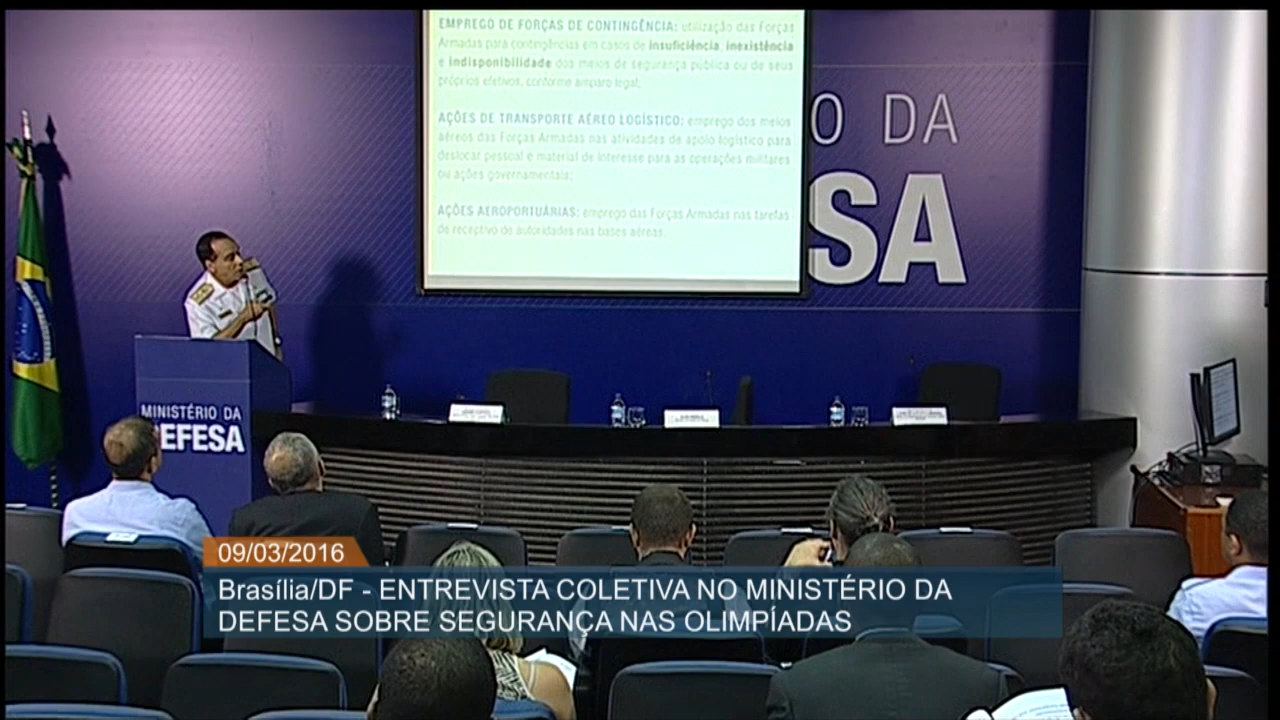 EMPREGO DE FORÇAS DE CONTINGÊNCIA: utilização das Forças
Armadas para contingências em casos de insuficiência, inexistência
e indisponibilidade dos meios de segurança pública ou de seus
próprios efetivos, conforme amparo legal;
AÇÕES DE TRANSPORTE AÉREO LOGÍSTICO: emprego dos meios
aéreos das Forças Armadas nas atividades de apoio logístico para
deslocar pessoal e material de interesse para as operações militares
ou ações governamentais;
AÇÕES AEROPORTUÁRIAS: emprego das Forças Armadas nas tarefas
de receptivo de autoridades nas bases aéreas.
O DA
SA
MINISTÉRIO DA
DEFESA
09/03/2016
Brasília/DF - ENTREVISTA COLETIVA NO MINISTÉRIO DA
DEFESA SOBRE SEGURANÇA NAS OLIMPÍADAS